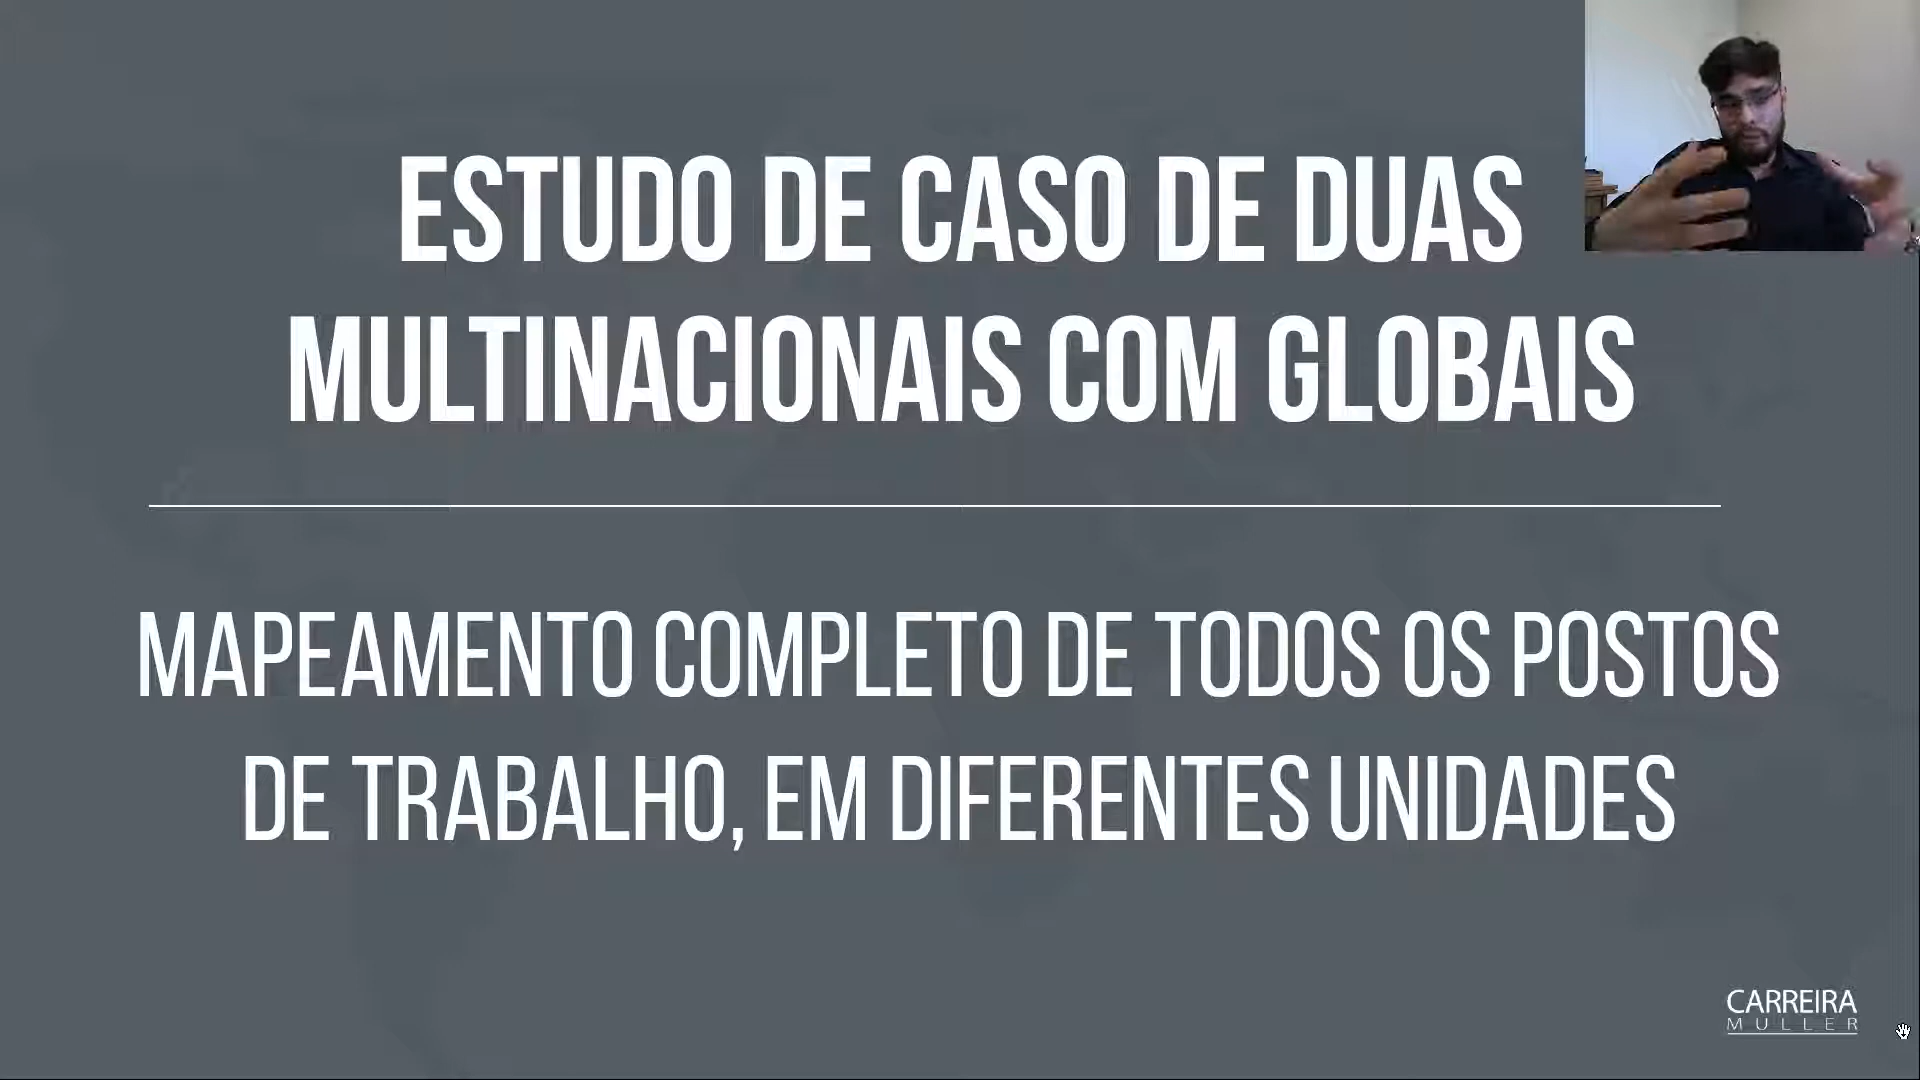 ESTUDO DE CASO DE DUAS
MULTINACIONAIS COM GLOBAIS
MAPEAMENTO COMPLETO DE TODOS OS POSTOS
DE TRABALHO, EM DIFERENTES UNIDADES
CARREIRA
MULLER